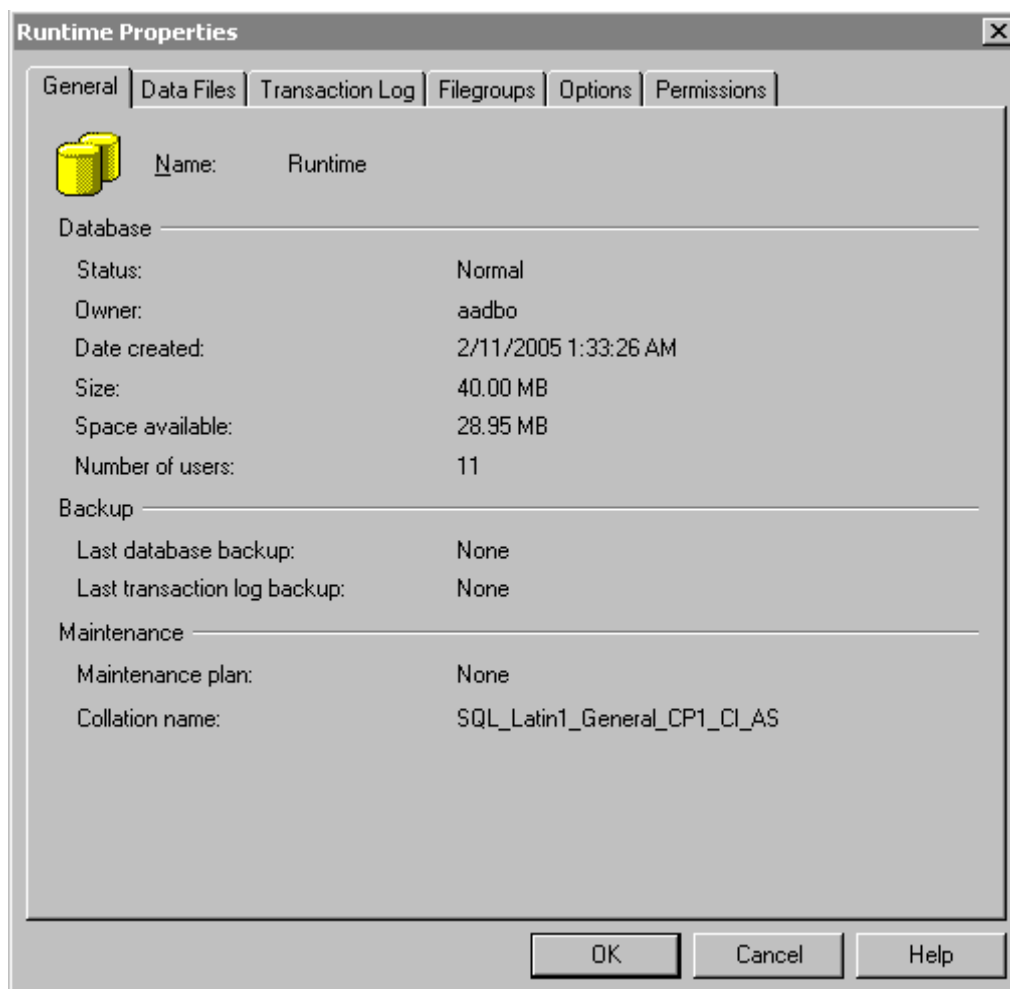 Runtime Properties
General Data Files Transaction Log Filegroups Options Permissions
Name: Runtime
Database
Status: Normal
Owner: aadbo
Date created: 2/11/2005 1:33:26 AM
Size: 40.00 MB
Space available: 28.95 MB
Number of users: 11
Backup
Last database backup: None
Last transaction log backup: None
Maintenance
Maintenance plan: None
Collation name: SQL_Latin1_General_CP1_CI_AS
OK Cancel Help